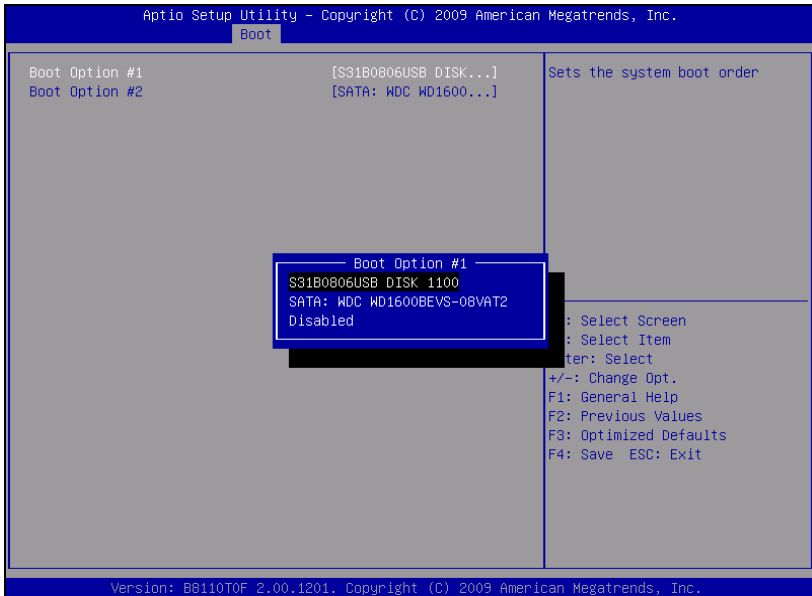 Aptio Setup Utility – Copyright (C) 2009 American Megatrends, Inc.
Boot
Boot Option #1 [S31B0806USB DISK...]
Boot Option #2 [SATA: WDC WD1600...]
Sets the system boot order
Boot Option #1
S31B0806USB DISK 1100
SATA: WDC WD1600BEVS-08VAT2
Disabled
: Select Screen
: Select Item
ter: Select
+/-: Change Opt.
F1: General Help
F2: Previous Values
F3: Optimized Defaults
F4: Save ESC: Exit
Version: B8110T0F 2.00.1201. Copyright (C) 2009 American Megatrends, Inc.